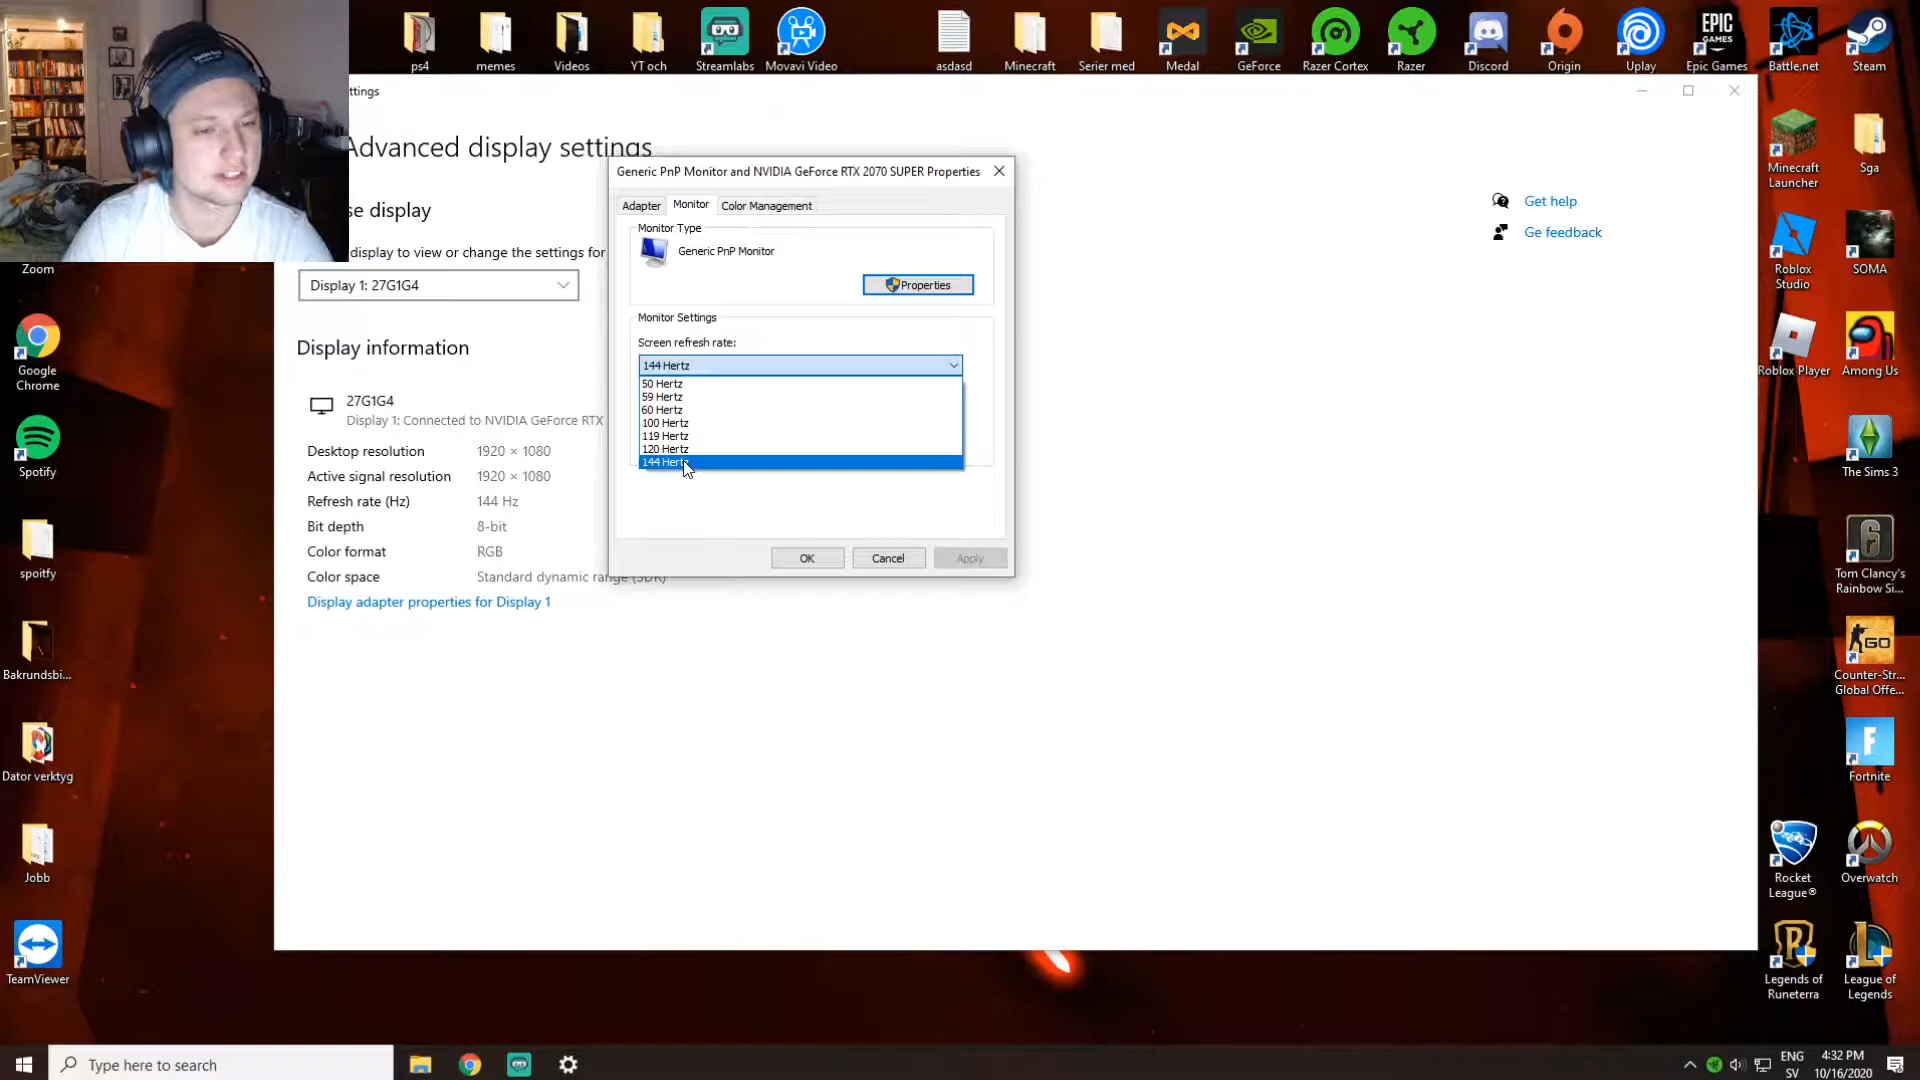 ps4
memes
Videos
YT och
Streamlabs
Movavi Video
asdasd
Minecraft
Serier med
Medal
GeForce
Razer Cortex
Razer
Discord
Origin
Uplay
EPIC
GAMES
Epic Games
Battle.net
Steam
ttings
Advanced display settings
se display
display to view or change the settings for
Display 1: 27G1G4
Display information
27G1G4
Display 1: Connected to NVIDIA GeForce RTX
Desktop resolution 1920 × 1080
Active signal resolution 1920 × 1080
Refresh rate (Hz) 144 Hz
Bit depth 8-bit
Color format RGB
Color space Standard dynamic range (SDR)
Display adapter properties for Display 1
Generic PnP Monitor and NVIDIA GeForce RTX 2070 SUPER Properties
Adapter
Monitor
Color Management
Monitor Type
Generic PnP Monitor
Properties
Monitor Settings
Screen refresh rate:
144 Hertz
50 Hertz
59 Hertz
60 Hertz
100 Hertz
119 Hertz
120 Hertz
144 Hertz
OK
Cancel
Apply
Get help
Ge feedback
Zoom
Google
Chrome
Spotify
spoitfy
Bakrundsbi...
Dator verktyg
Jobb
TeamViewer
Minecraft
Launcher
Sga
Roblox
Studio
SOMA
Roblox Player
Among Us
The Sims 3
6
Tom Clancy's
Rainbow Si...
GO
Counter-Str...
Global Offe...
F
Fortnite
Rocket
League®
Overwatch
R
Legends of
Runeterra
L
League of
Legends
Type here to search
ENG
SV
4:32 PM
10/16/2020